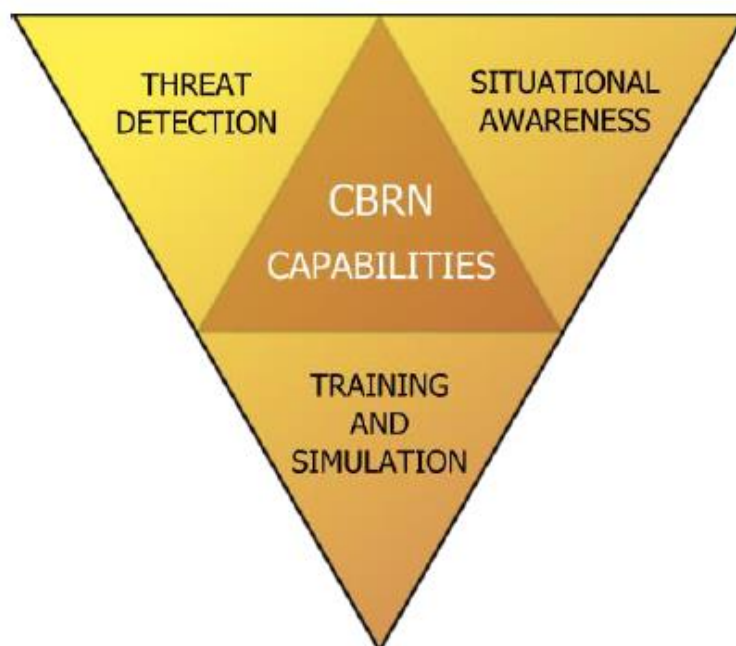 THREAT
DETECTION
SITUATIONAL
AWARENESS
CBRN
CAPABILITIES
TRAINING
AND
SIMULATION